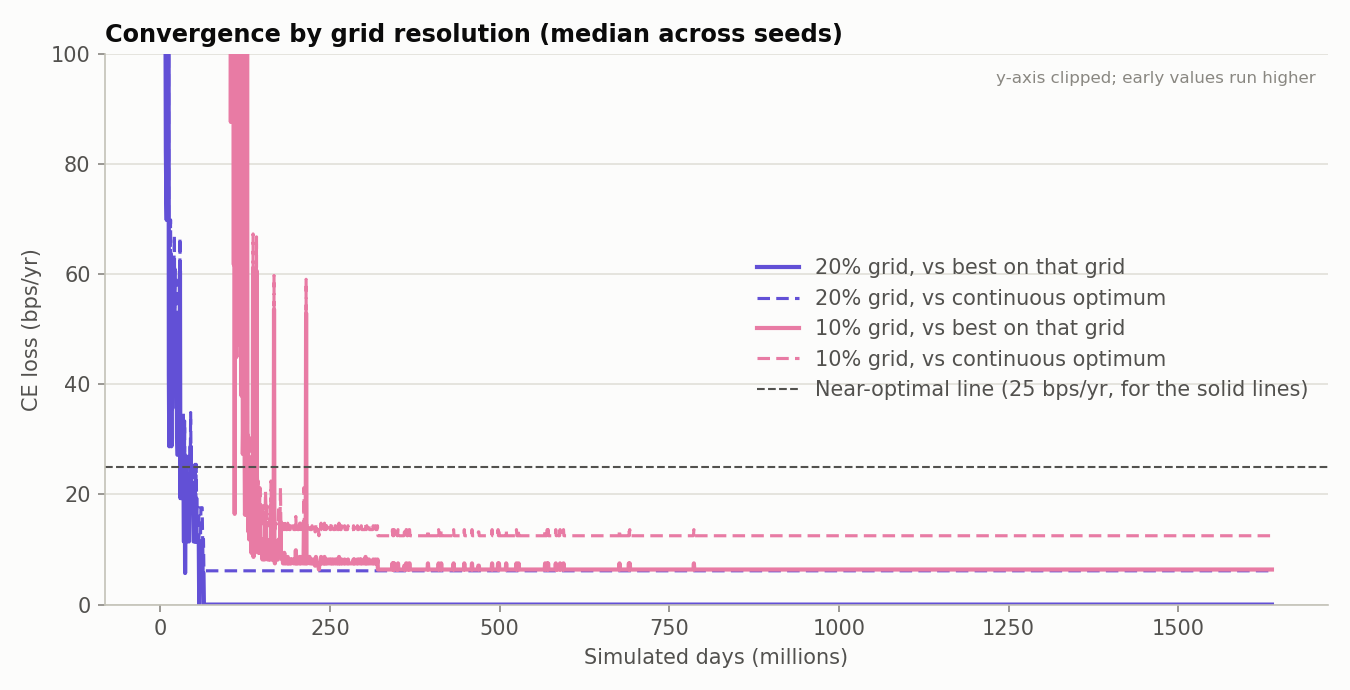 Convergence by grid resolution (median across seeds)
100
y-axis clipped; early values run higher
80
60
40
20
0
CE loss (bps/yr)
20% grid, vs best on that grid
20% grid, vs continuous optimum
10% grid, vs best on that grid
10% grid, vs continuous optimum
Near-optimal line (25 bps/yr, for the solid lines)
0 250 500 750 1000 1250 1500
Simulated days (millions)